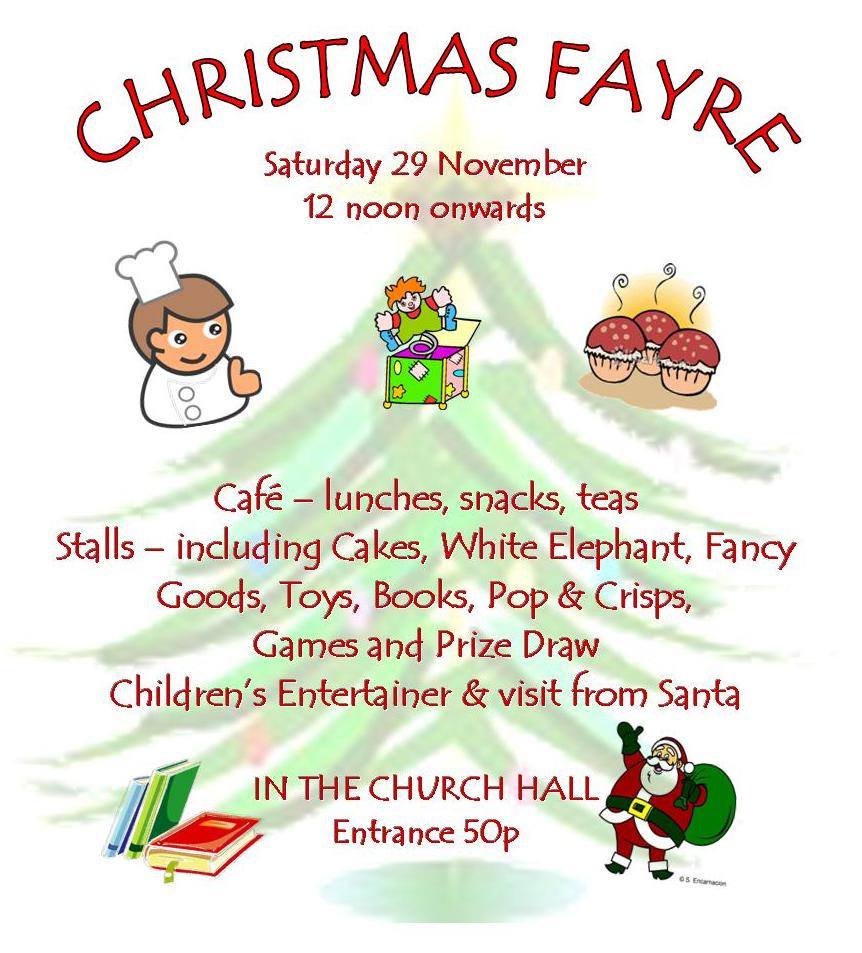 CHRISTMAS FAYRE
Saturday 29 November
12 noon onwards
Café – lunches, snacks, teas
Stalls – including Cakes, White Elephant, Fancy
Goods, Toys, Books, Pop & Crisps,
Games and Prize Draw
Children's Entertainer & visit from Santa
IN THE CHURCH HALL
Entrance 50p
© S. Encarnacion